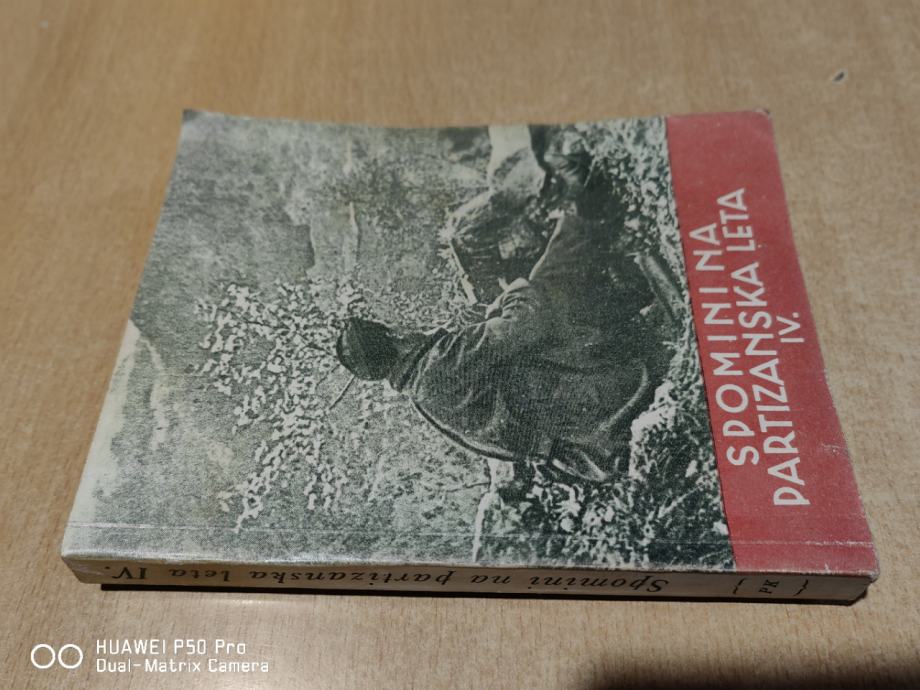 SPOMINI NA
PARTIZANSKA LETA
IV.
Spomini na partizanska leta IV.
PK
HUAWEI P50 Pro
Dual-Matrix Camera